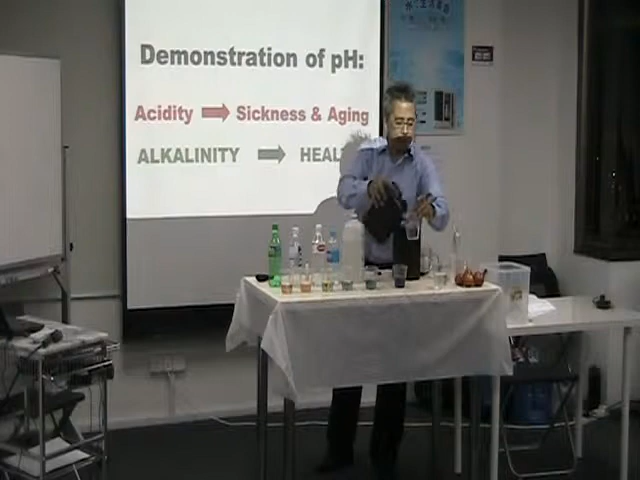 Demonstration of pH:
Acidity Sickness & Aging
ALKALINITY HEAL